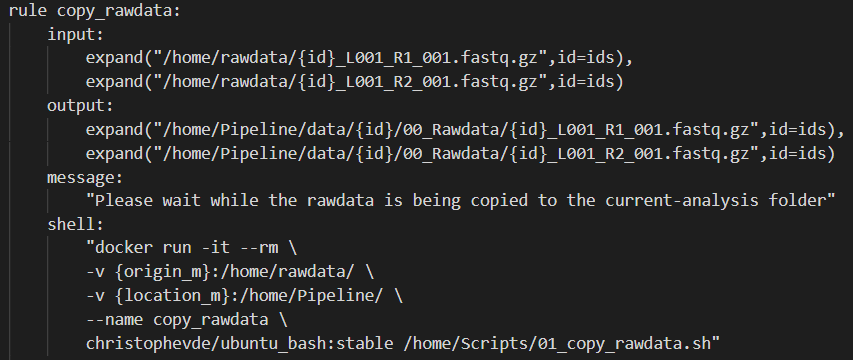 rule copy_rawdata:
    input:
        expand("/home/rawdata/{id}_L001_R1_001.fastq.gz",id=ids),
        expand("/home/rawdata/{id}_L001_R2_001.fastq.gz",id=ids)
    output:
        expand("/home/Pipeline/data/{id}/00_Rawdata/{id}_L001_R1_001.fastq.gz",id=ids),
        expand("/home/Pipeline/data/{id}/00_Rawdata/{id}_L001_R2_001.fastq.gz",id=ids)
    message:
        "Please wait while the rawdata is being copied to the current-analysis folder"
    shell:
        "docker run -it --rm \
        -v {origin_m}:/home/rawdata/ \
        -v {location_m}:/home/Pipeline/ \
        --name copy_rawdata \
        christophevde/ubuntu_bash:stable /home/Scripts/01_copy_rawdata.sh"